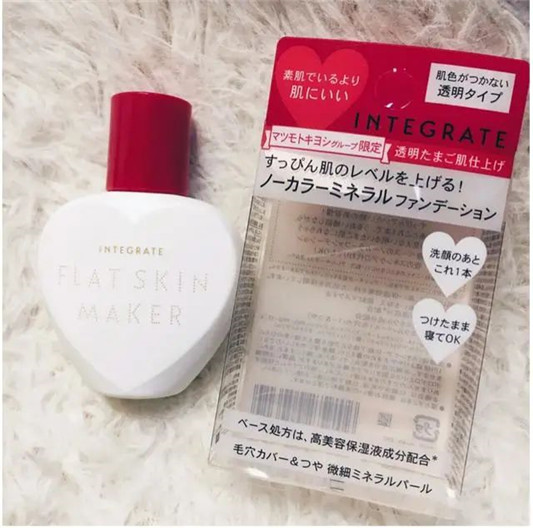 INTEGRATE
FLAT SKIN
MAKER
素肌でいるより
肌にいい
肌色がつかない
透明タイプ
INTEGRATE
マツモトキヨシグループ限定
透明たまご肌仕上げ
すっぴん肌のレベルを上げる!
ノーカラーミネラルファンデーション
洗顔のあと
これ1本
つけたまま
寝てOK
ベース処方は、高美容保湿液成分配合*
毛穴カバー&つや 微細ミネラルパール